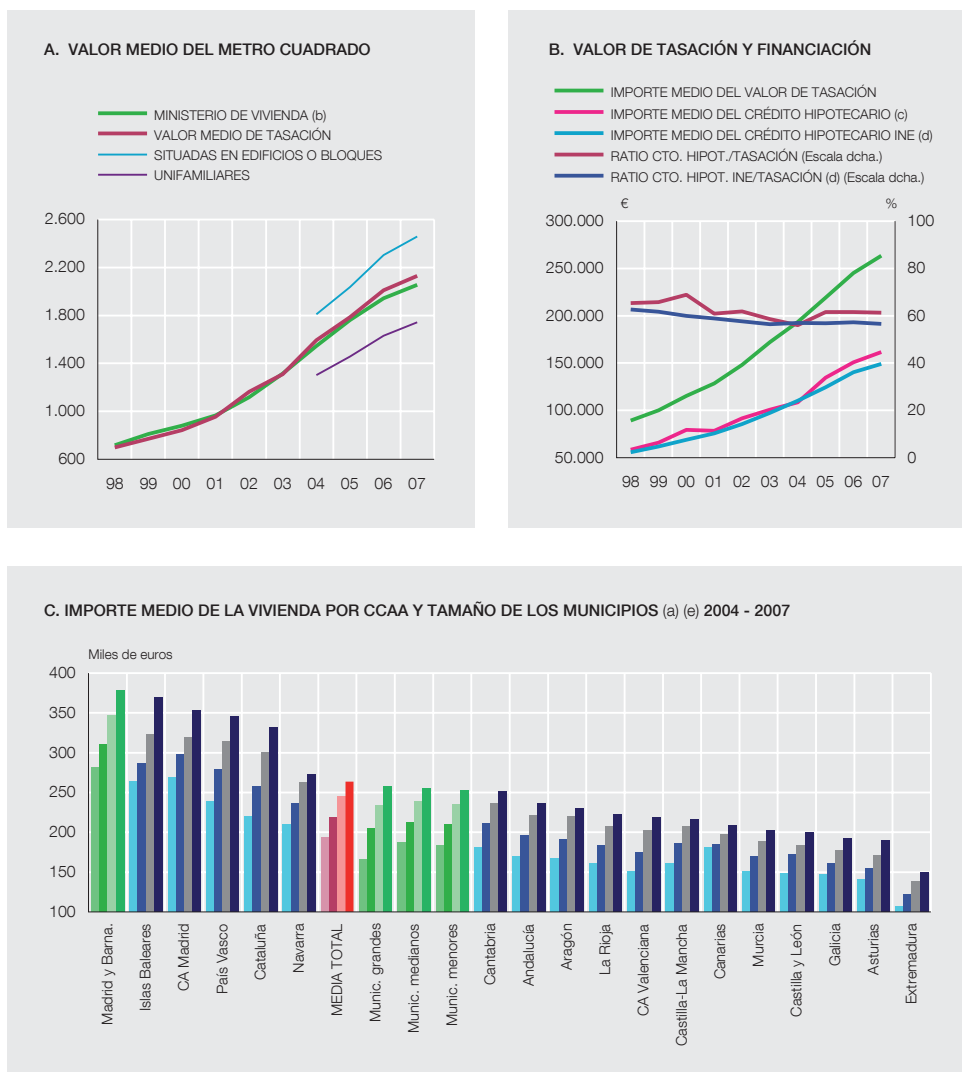 A. VALOR MEDIO DEL METRO CUADRADO
MINISTERIO DE VIVIENDA (b)
VALOR MEDIO DE TASACIÓN
SITUADAS EN EDIFICIOS O BLOQUES
UNIFAMILIARES
2.600
2.200
1.800
1.400
1.000
600
98 99 00 01 02 03 04 05 06 07
B. VALOR DE TASACIÓN Y FINANCIACIÓN
IMPORTE MEDIO DEL VALOR DE TASACIÓN
IMPORTE MEDIO DEL CRÉDITO HIPOTECARIO (c)
IMPORTE MEDIO DEL CRÉDITO HIPOTECARIO INE (d)
RATIO CTO. HIPOT./TASACIÓN (Escala dcha.)
RATIO CTO. HIPOT. INE/TASACIÓN (d) (Escala dcha.)
€ %
300.000 100
250.000 80
200.000 60
150.000 40
100.000 20
50.000 0
98 99 00 01 02 03 04 05 06 07
C. IMPORTE MEDIO DE LA VIVIENDA POR CCAA Y TAMAÑO DE LOS MUNICIPIOS (a) (e) 2004 - 2007
Miles de euros
400
350
300
250
200
150
100
Madrid y Barna.
Islas Baleares
CA Madrid
País Vasco
Cataluña
Navarra
MEDIA TOTAL
Munic. grandes
Munic. medianos
Munic. menores
Cantabria
Andalucía
Aragón
La Rioja
CA Valenciana
Castilla-La Mancha
Canarias
Murcia
Castilla y León
Galicia
Asturias
Extremadura